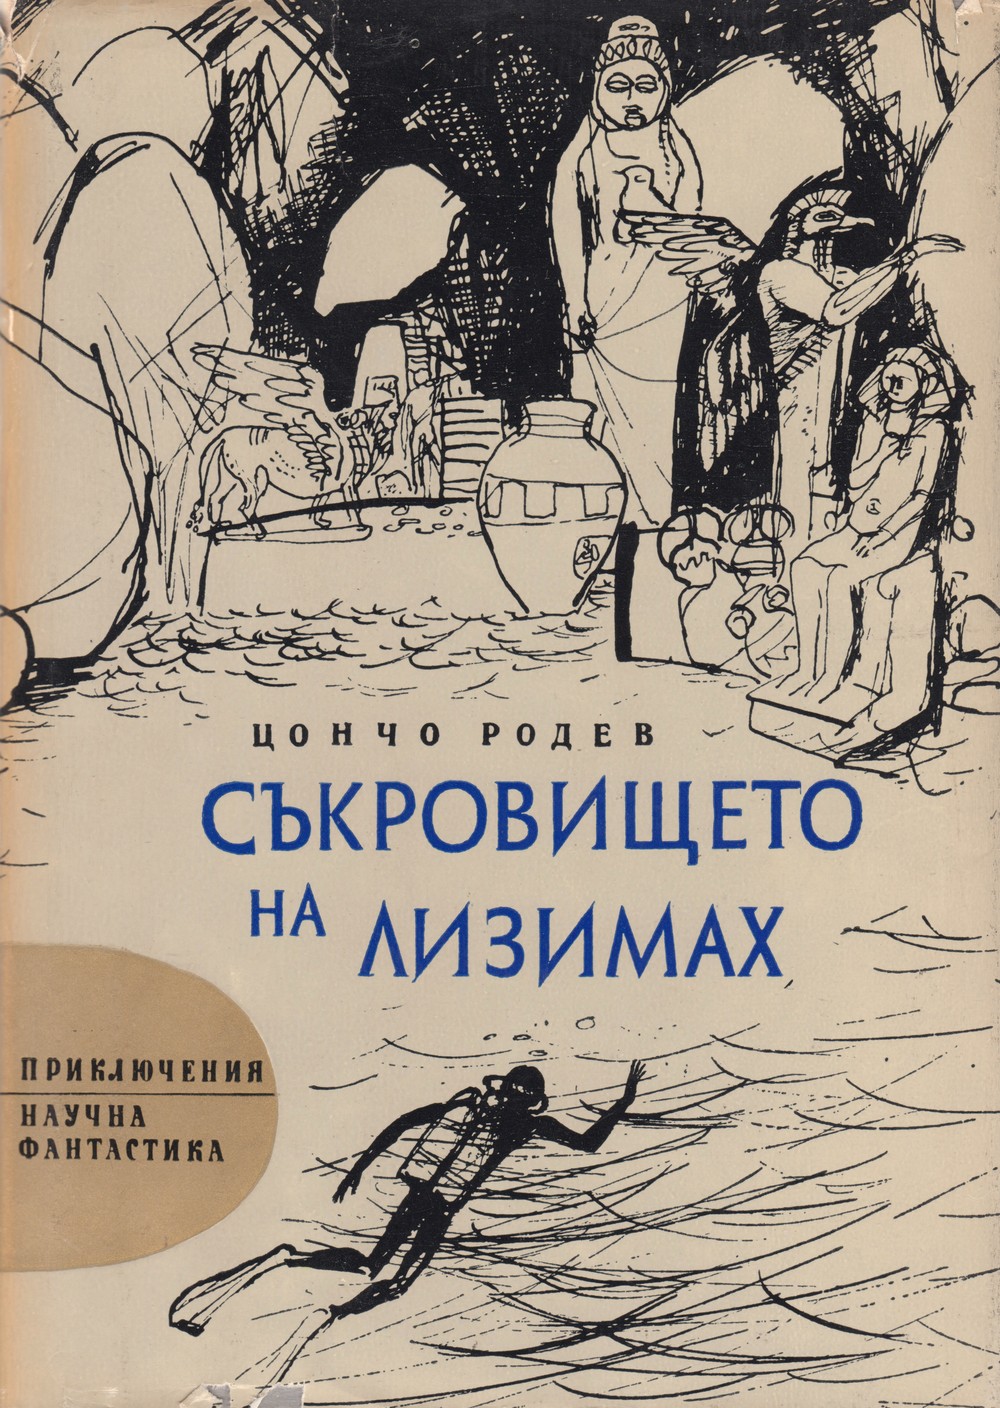 ЦОНЧО РОДЕВ
СЪКРОВИЩЕТО
НА
ЛИЗИМАХ
ПРИКЛЮЧЕНИЯ
НАУЧНА
ФАНТАСТИКА